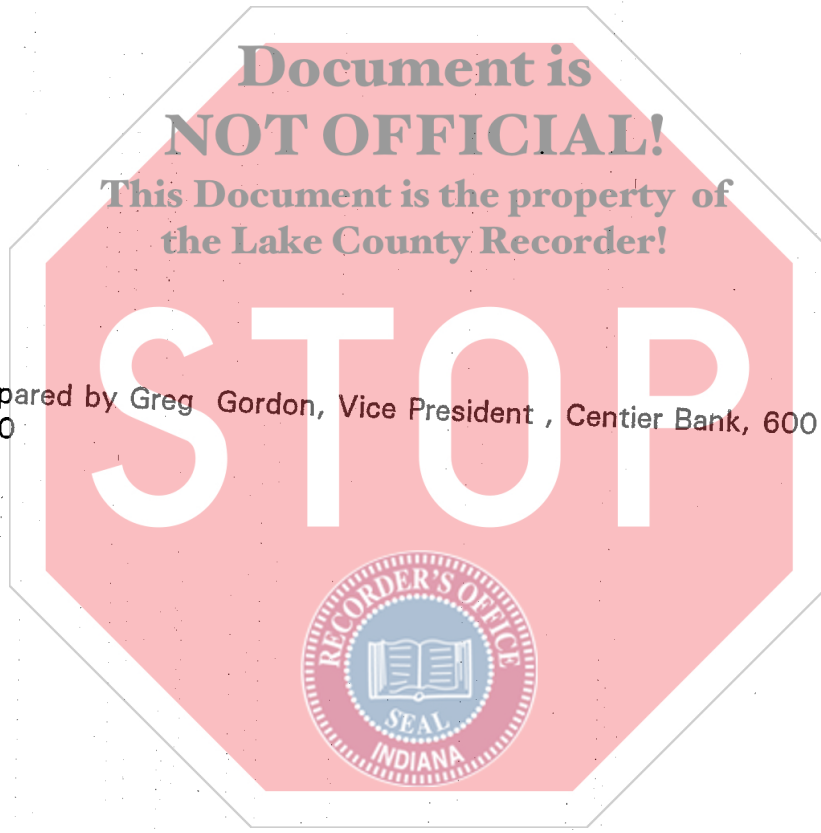 Document is
NOT OFFICIAL!
This Document is the property of
the Lake County Recorder!
STOP
pared by Greg Gordon, Vice President , Centier Bank, 600
0
RECORDER'S OFFICE
SEAL
INDIANA